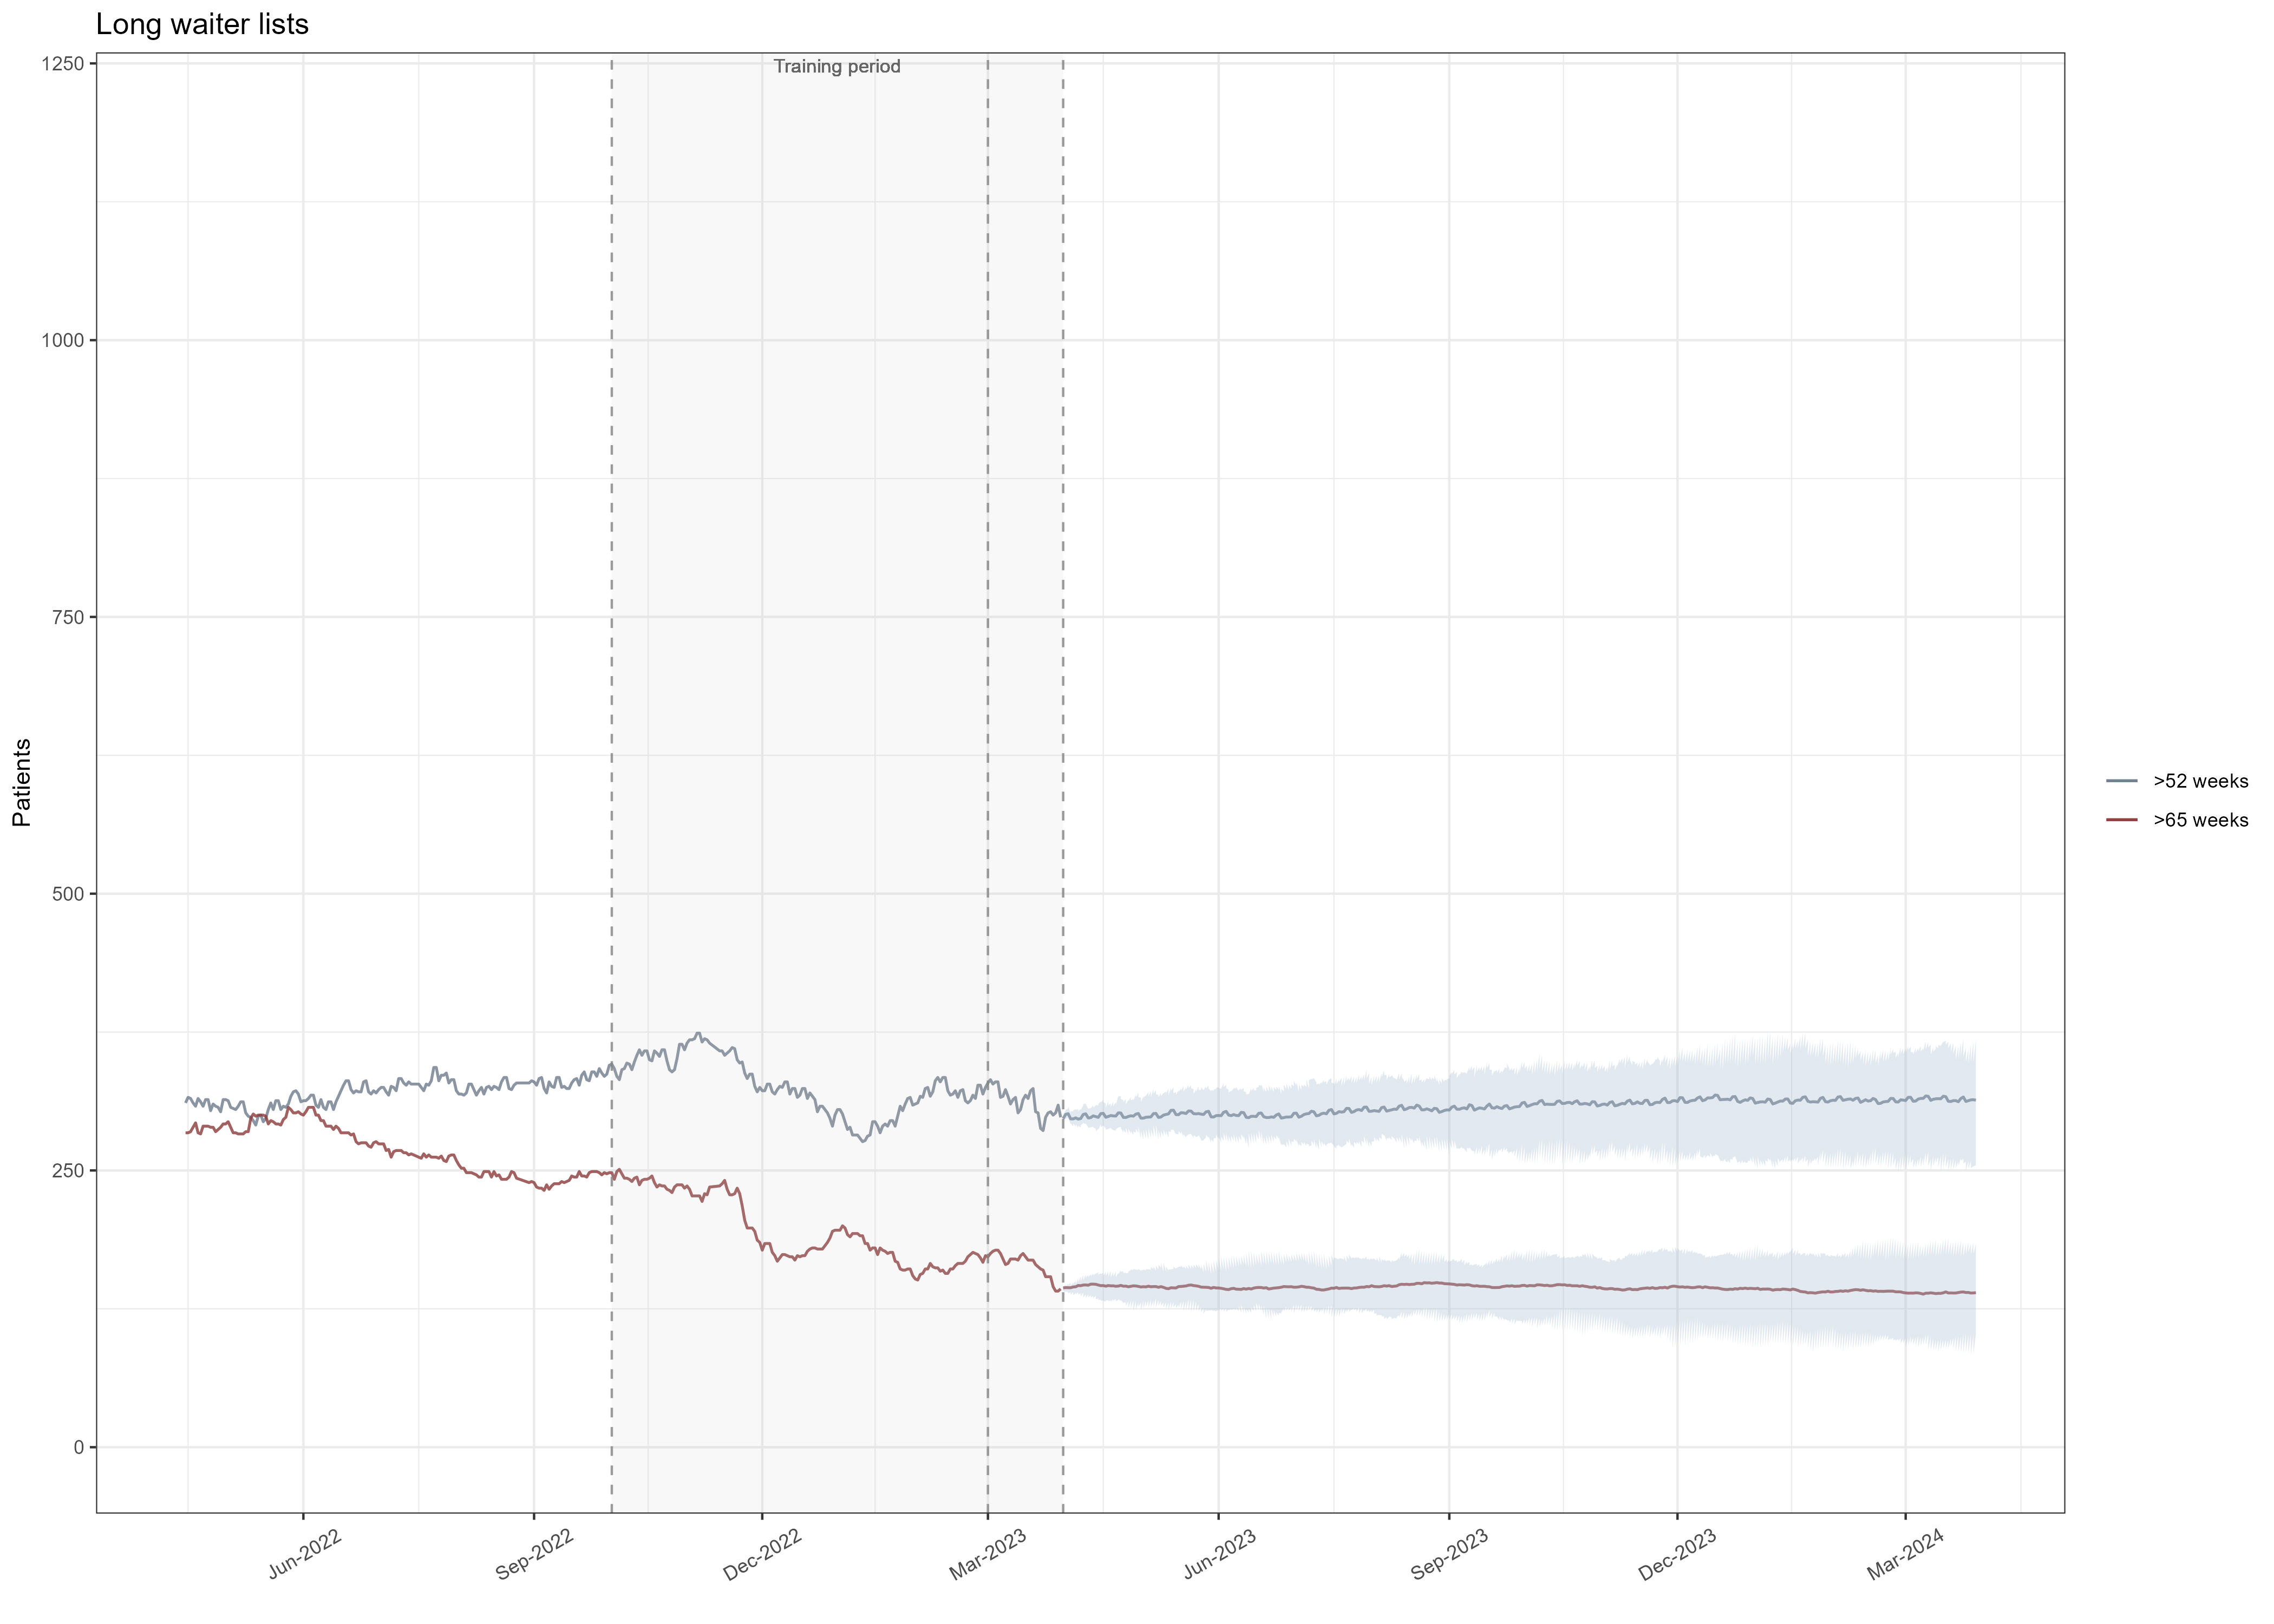 Long waiter lists
Training period
1250
1000
750
500
250
0
Patients
Jun-2022
Sep-2022
Dec-2022
Mar-2023
Jun-2023
Sep-2023
Dec-2023
Mar-2024
>52 weeks
>65 weeks